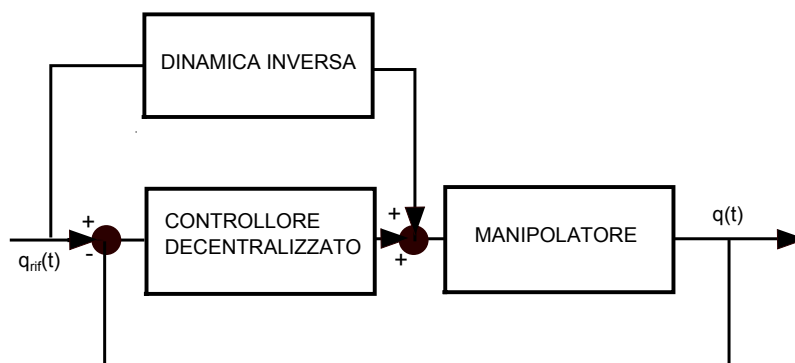 DINAMICA INVERSA
+
CONTROLLORE
DECENTRALIZZATO
+
MANIPOLATORE
q(t)
q_rif(t)
-
+